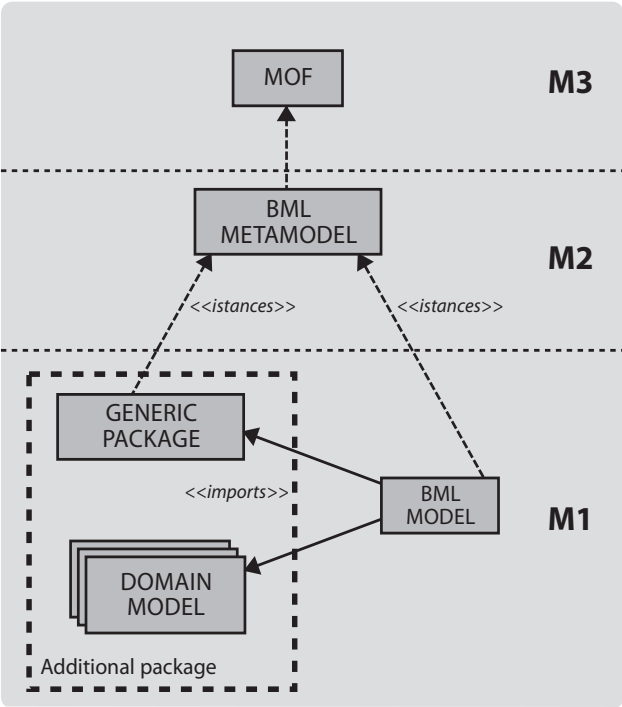 MOF
M3
BML
METAMODEL
M2
<<istances>>
<<istances>>
GENERIC
PACKAGE
<<imports>>
BML
MODEL
M1
DOMAIN
MODEL
Additional package